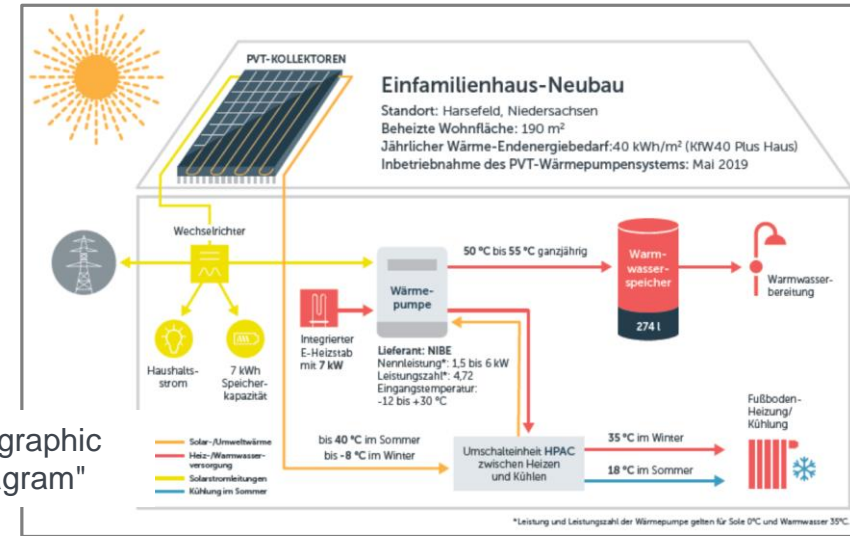 PVT-KOLLEKTOREN
Einfamilienhaus-Neubau
Standort: Harsefeld, Niedersachsen
Beheizte Wohnfläche: 190 m²
Jährlicher Wärme-Endenergiebedarf:40 kWh/m² (KfW40 Plus Haus)
Inbetriebnahme des PVT-Wärmepumpensystems: Mai 2019
Wechselrichter
Haushalts-
strom
7 kWh
Speicher-
kapazität
Integrierter
E-Heizstab
mit 7 kW
Wärme-
pumpe
Lieferant: NIBE
Nennleistung*: 1,5 bis 6 kW
Leistungszahl*: 4,72
Eingangstemperatur:
-12 bis +30 °C
50 °C bis 55 °C ganzjährig
Warm-
wasser-
speicher
274 l
Warmwasser-
bereitung
Fußboden-
Heizung/
Kühlung
graphic
gram"
Solar-/Umweltwärme
Heiz-/Warmwasser-
versorgung
Solarstromleitungen
Kühlung im Sommer
bis 40 °C im Sommer
bis -8 °C im Winter
Umschalteinheit HPAC
zwischen Heizen
und Kühlen
35 °C im Winter
18 °C im Sommer
*Leistung und Leistungszahl der Wärmepumpe gelten für Sole 0°C und Warmwasser 35°C.